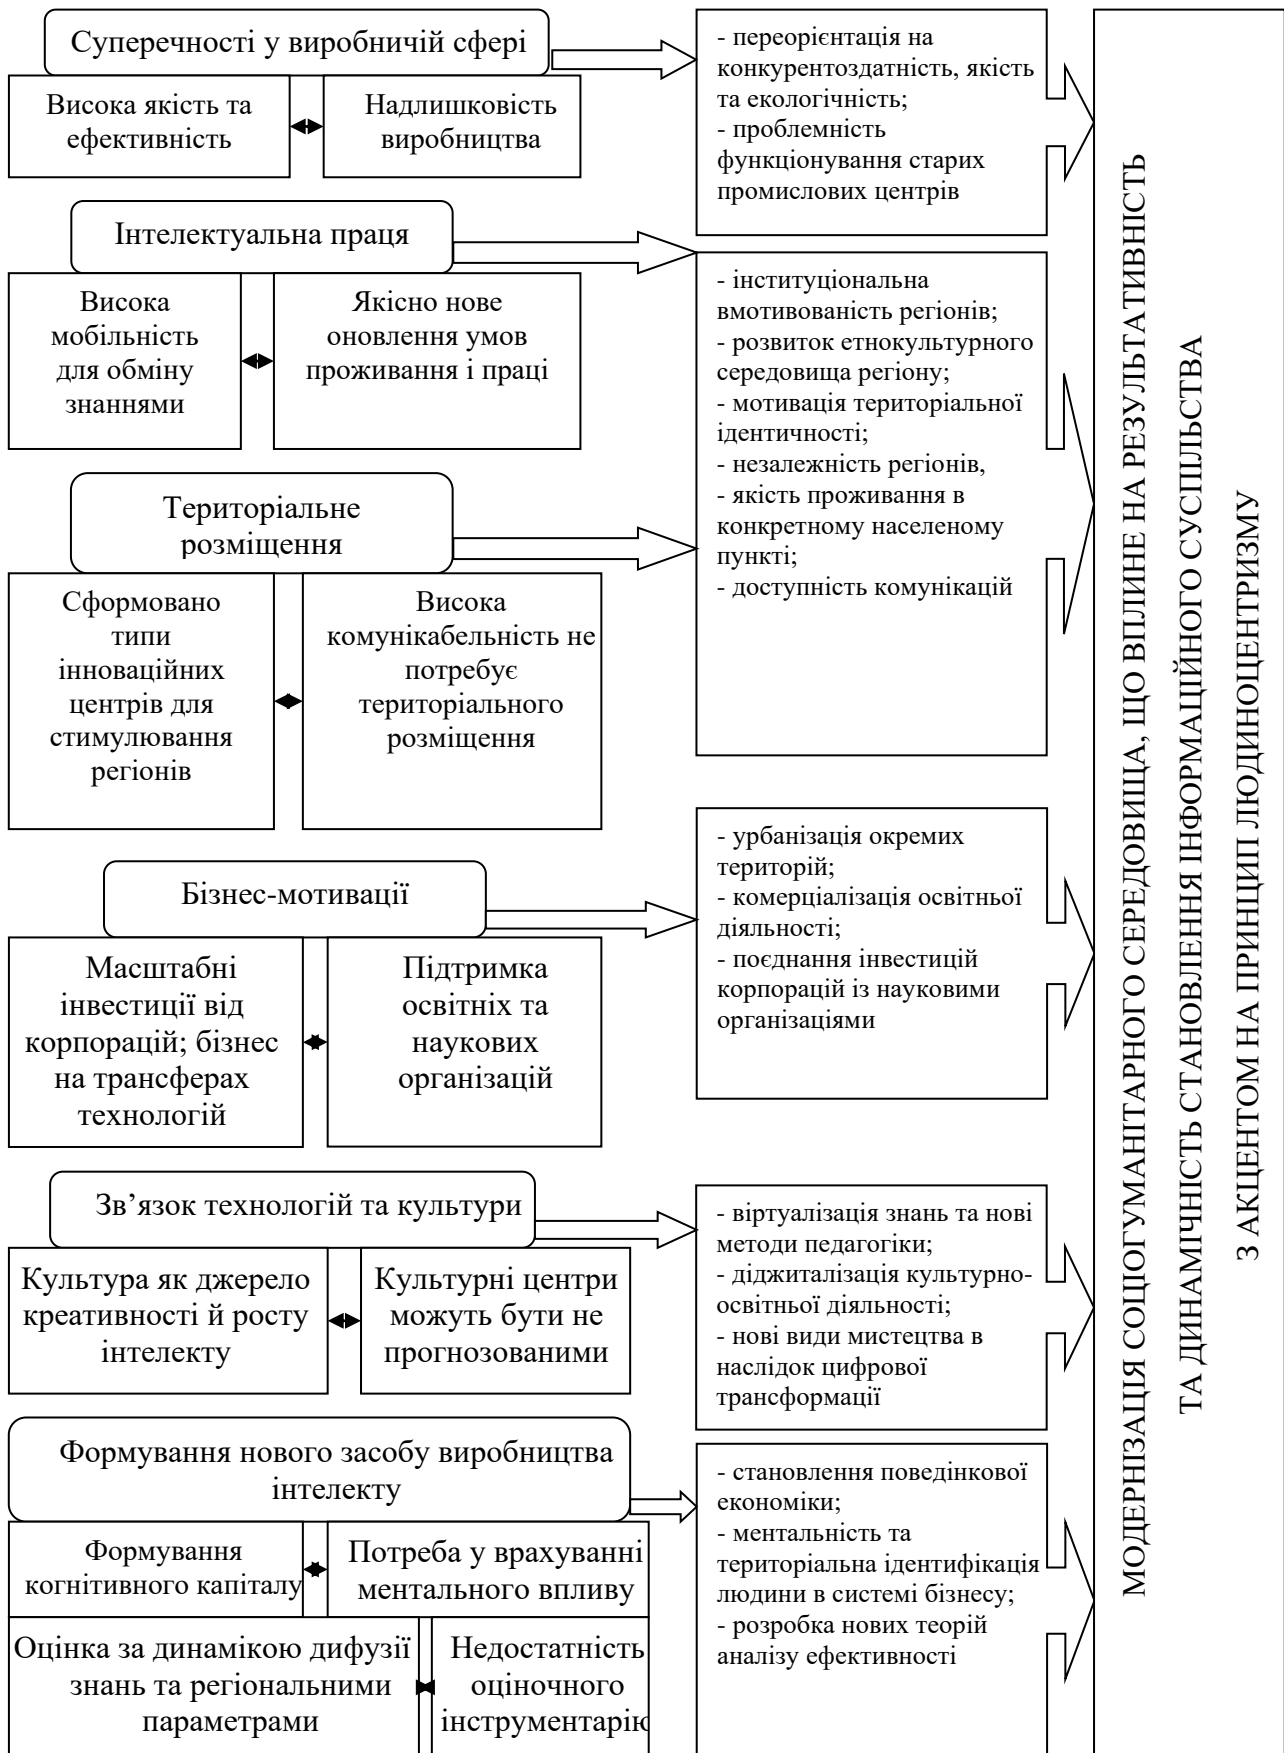 Суперечності у виробничій сфері
Висока якість та
ефективність
Надлишковість
виробництва
- переорієнтація на
конкурентоздатність, якість
та екологічність;
- проблемність
функціонування старих
промислових центрів
Інтелектуальна праця
Висока
мобільність
для обміну
знаннями
Якісно нове
оновлення умов
проживання і праці
Територіальне
розміщення
Сформовано
типи
інноваційних
центрів для
стимулювання
регіонів
Висока
комунікабельність не
потребує
територіального
розміщення
- інституціональна
вмотивованість регіонів;
- розвиток етнокультурного
середовища регіону;
- мотивація територіальної
ідентичності;
- незалежність регіонів,
- якість проживання в
конкретному населеному
пункті;
- доступність комунікацій
Бізнес-мотивації
Масштабні
інвестиції від
корпорацій; бізнес
на трансферах
технологій
Підтримка
освітніх та
наукових
організацій
- урбанізація окремих
територій;
- комерціалізація освітньої
діяльності;
- поєднання інвестицій
корпорацій із науковими
організаціями
Зв’язок технологій та культури
Культура як джерело
креативності й росту
інтелекту
Культурні центри
можуть бути не
прогнозованими
- віртуалізація знань та нові
методи педагогіки;
- діджиталізація культурно-
освітньої діяльності;
- нові види мистецтва в
наслідок цифрової
трансформації
Формування нового засобу виробництва
інтелекту
Формування
когнітивного капіталу
Потреба у врахуванні
ментального впливу
Оцінка за динамікою дифузії
знань та регіональними
параметрами
Недостатність
оціночного
інструментарію
- становлення поведінкової
економіки;
- ментальність та
територіальна ідентифікація
людини в системі бізнесу;
- розробка нових теорій
аналізу ефективності
МОДЕРНІЗАЦІЯ СОЦІОГУМАНІТАРНОГО СЕРЕДОВИЩА, ЩО ВПЛИНЕ НА РЕЗУЛЬТАТИВНІСТЬ
ТА ДИНАМІЧНІСТЬ СТАНОВЛЕННЯ ІНФОРМАЦІЙНОГО СУСПІЛЬСТВА
З АКЦЕНТОМ НА ПРИНЦИП ЛЮДИНОЦЕНТРИЗМУ